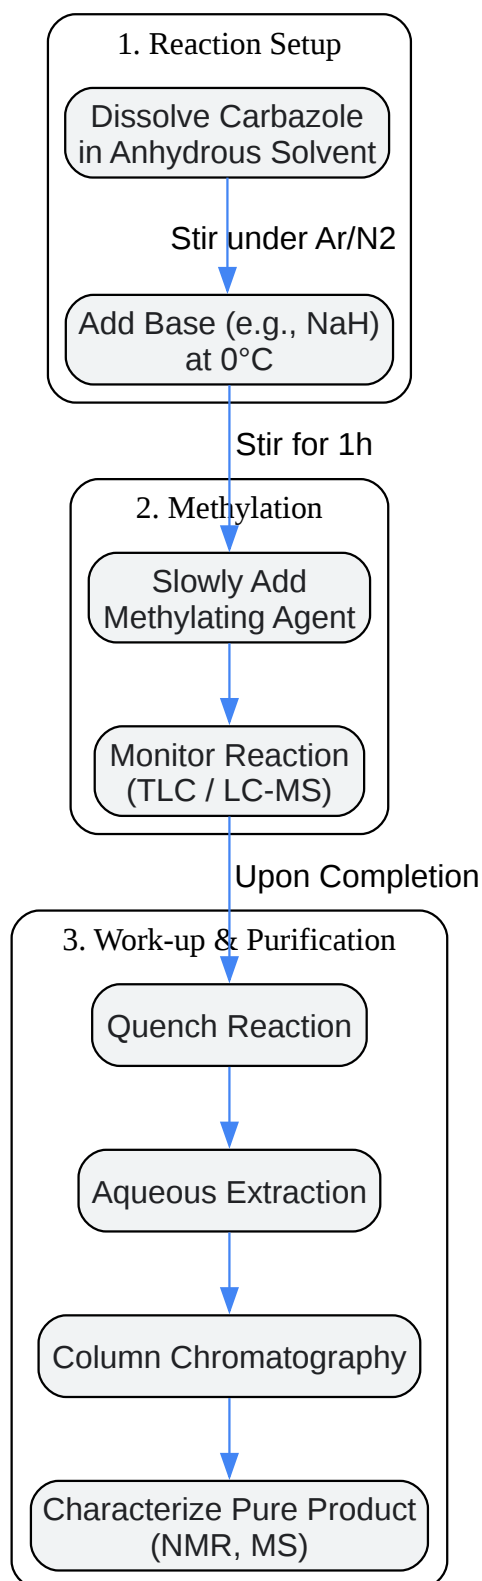 1. Reaction Setup
Dissolve Carbazole
in Anhydrous Solvent
Stir under Ar/N2
Add Base (e.g., NaH)
at 0°C
Stir for 1h
2. Methylation
Slowly Add
Methylating Agent
Monitor Reaction
(TLC / LC-MS)
Upon Completion
3. Work-up & Purification
Quench Reaction
Aqueous Extraction
Column Chromatography
Characterize Pure Product
(NMR, MS)